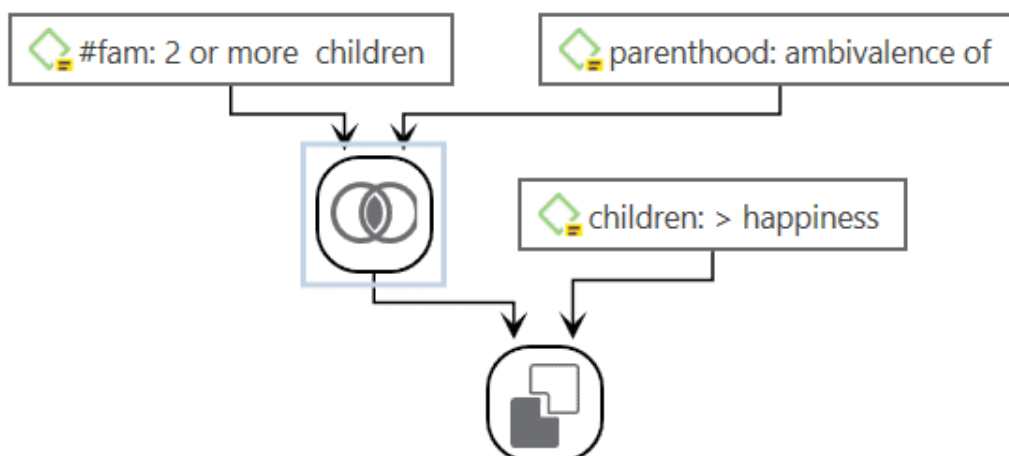 #fam: 2 or more  children
parenthood: ambivalence of
children: > happiness